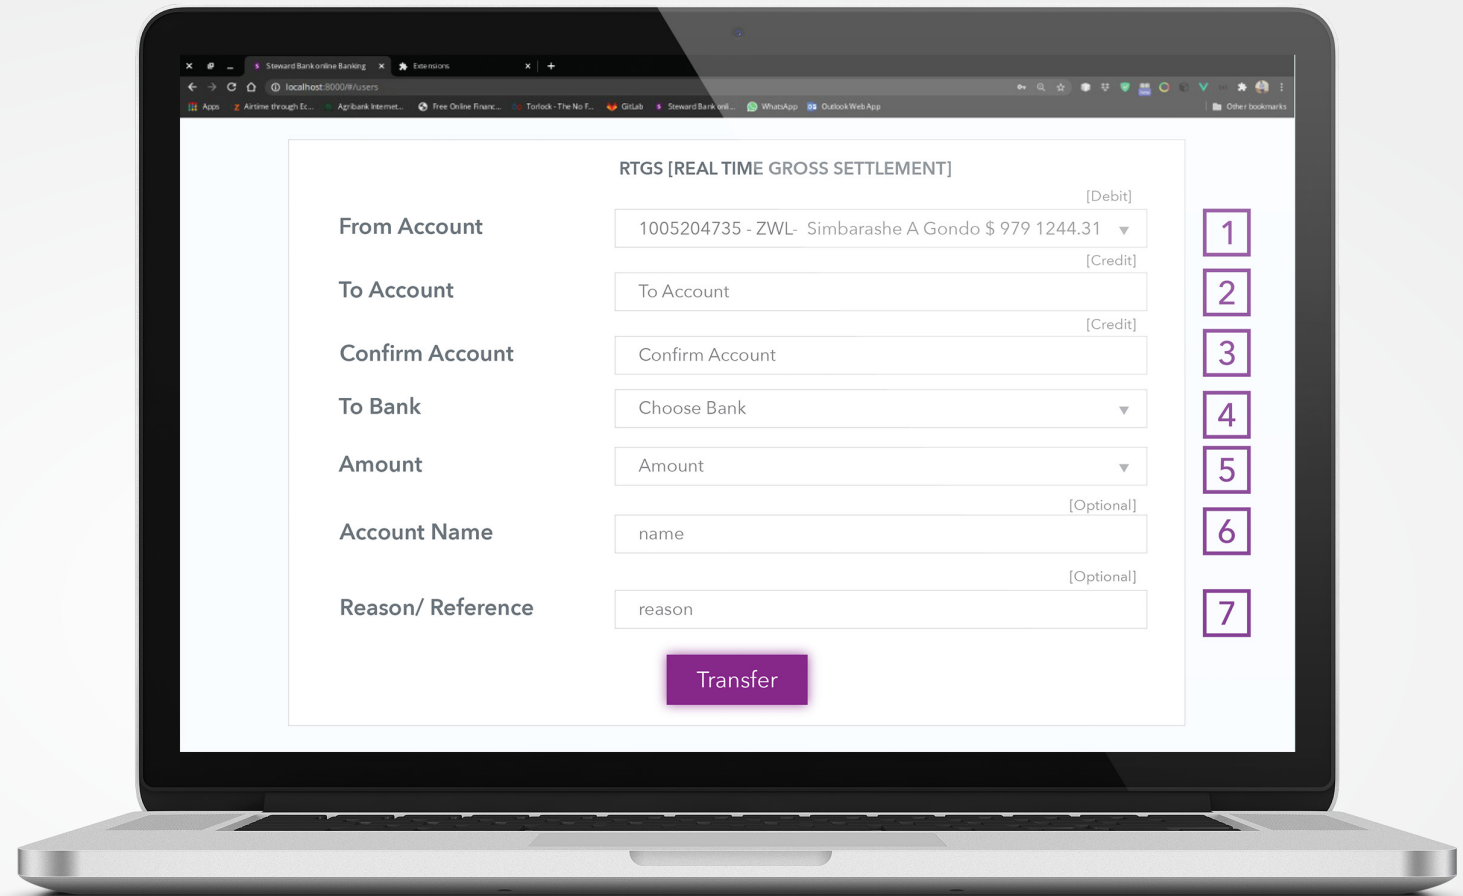 Steward Bank online Banking
Extensions
localhost:8000/#/users
Apps
Airtime through Ec...
Agribank Internet...
Free Online Financ...
Torlock - The No F...
GitLab
Steward Bank onli...
WhatsApp
Outlook Web App
Other bookmarks
RTGS [REAL TIME GROSS SETTLEMENT]
[Debit]
From Account
1005204735 - ZWL- Simbarashe A Gondo $ 979 1244.31
1
[Credit]
To Account
To Account
2
[Credit]
Confirm Account
Confirm Account
3
To Bank
Choose Bank
4
Amount
Amount
5
[Optional]
Account Name
name
6
[Optional]
Reason/ Reference
reason
7
Transfer